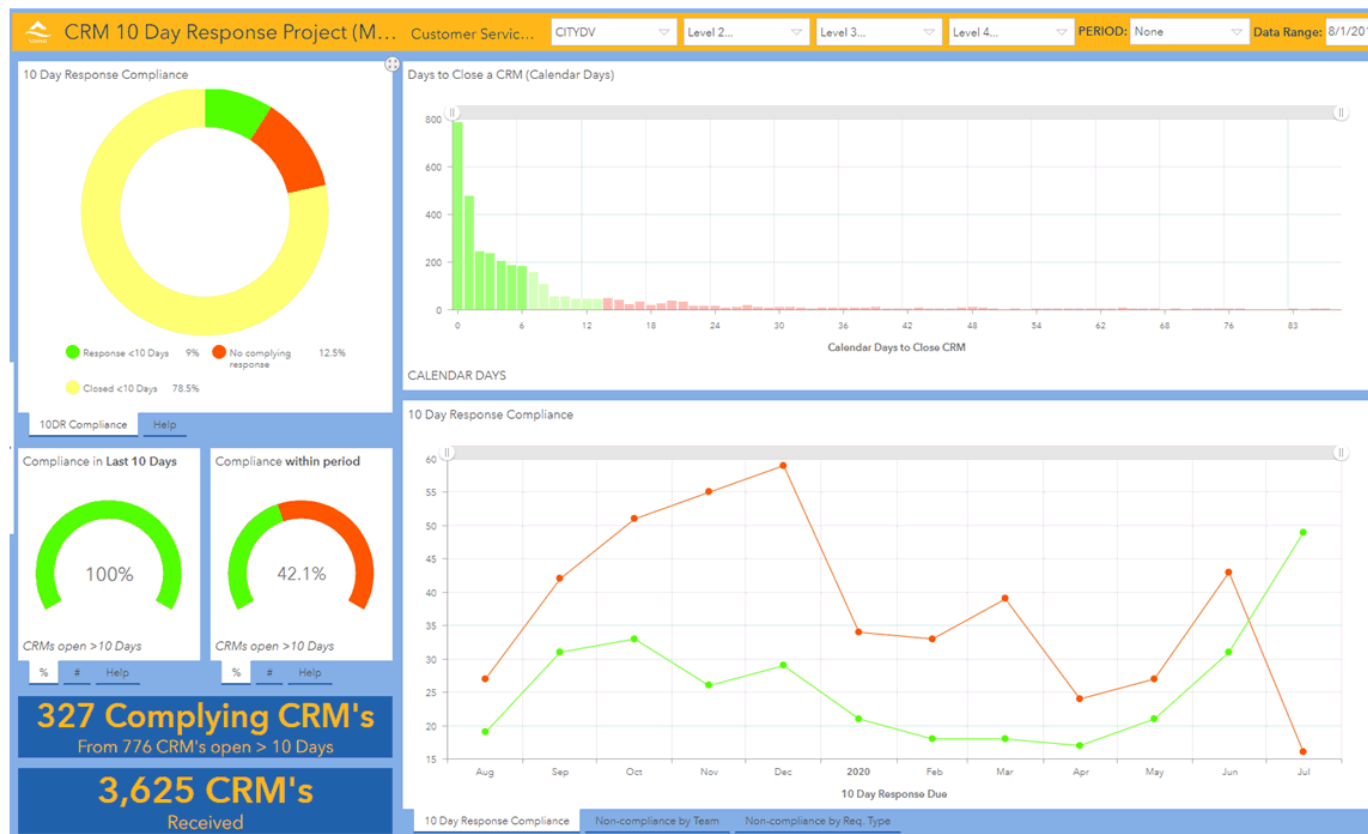 CRM 10 Day Response Project (M... Customer Servic... CITYDV Level 2... Level 3... Level 4... PERIOD: None Data Range: 8/1/201
10 Day Response Compliance
Response <10 Days 9% No complying response 12.5%
Closed <10 Days 78.5%
10DR Compliance Help
Compliance in Last 10 Days
100%
CRMs open >10 Days
% # Help
Compliance within period
42.1%
CRMs open >10 Days
% # Help
327 Complying CRM's
From 776 CRM's open > 10 Days
3,625 CRM's
Received
Days to Close a CRM (Calendar Days)
800
600
400
200
0
0 6 12 18 24 30 36 42 48 54 62 68 76 83
Calendar Days to Close CRM
CALENDAR DAYS
10 Day Response Compliance
60
55
50
45
40
35
30
25
20
15
Aug Sep Oct Nov Dec 2020 Feb Mar Apr May Jun Jul
10 Day Response Due
10 Day Response Compliance Non-compliance by Team Non-compliance by Req. Type